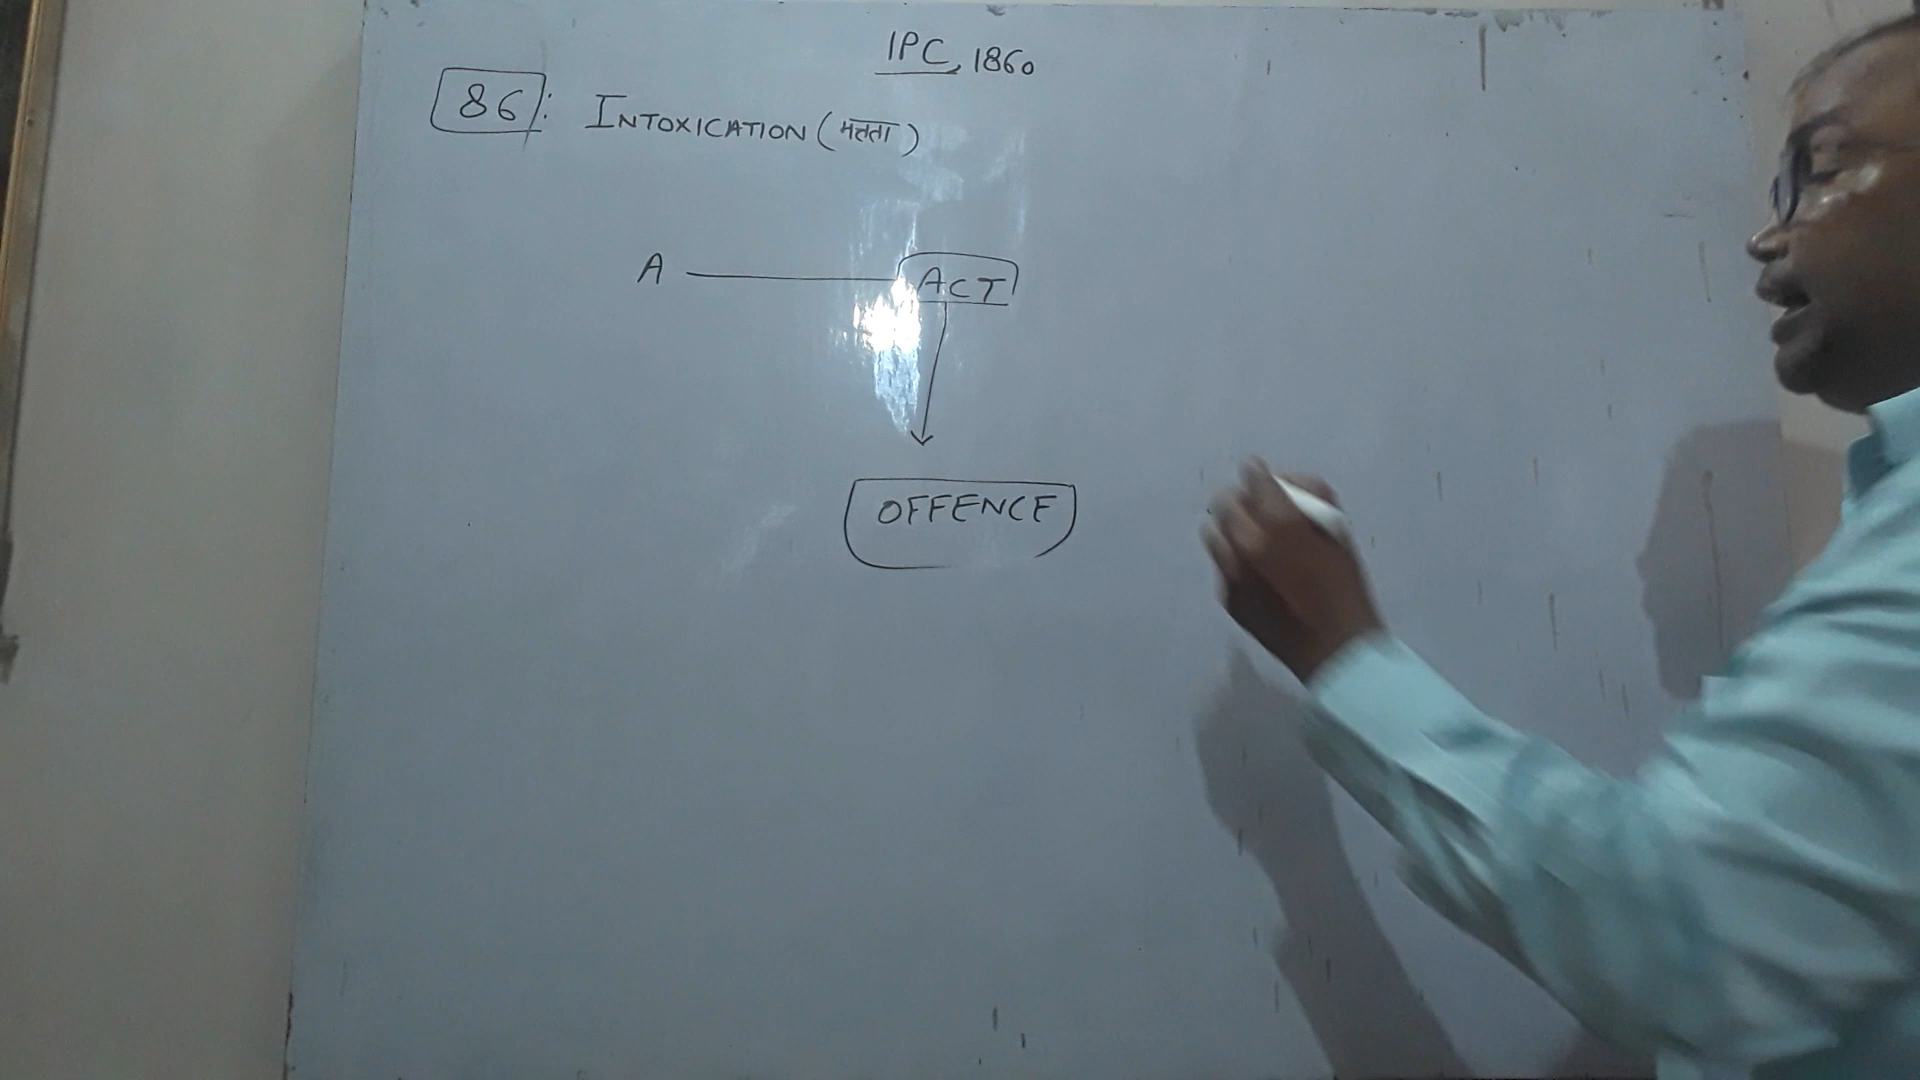 IPC, 1860
86: INTOXICATION (मत्तता)
A ACT
OFFENCE